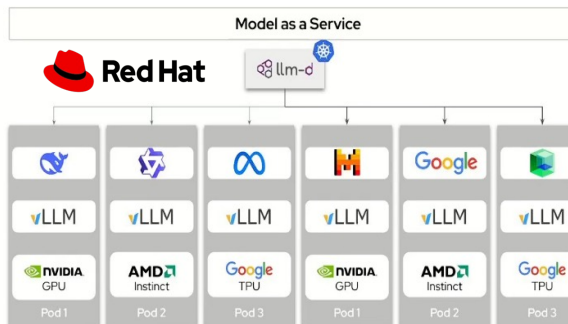 Model as a Service
Red Hat
llm-d
Google
vLLM vLLM vLLM vLLM vLLM vLLM
NVIDIA AMD Google NVIDIA AMD Google
GPU Instinct TPU GPU Instinct TPU
Pod 1 Pod 2 Pod 3 Pod 1 Pod 2 Pod 3